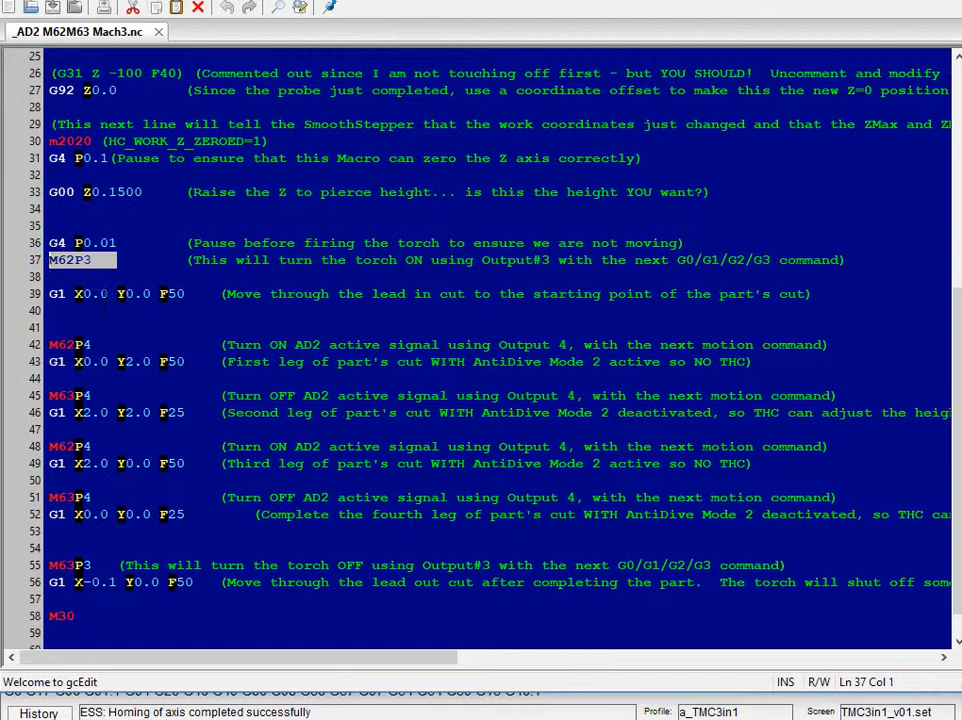 _AD2 M62M63 Mach3.nc
25
26 (G31 Z -100 F40) (Commented out since I am not touching off first - but YOU SHOULD! Uncomment and modify
27 G92 Z0.0 (Since the probe just completed, use a coordinate offset to make this the new Z=0 position
28
29 (This next line will tell the SmoothStepper that the work coordinates just changed and that the ZMax and
30 m2020 (HC_WORK_Z_ZEROED=1)
31 G4 P0.1(Pause to ensure that this Macro can zero the Z axis correctly)
32
33 G00 Z0.1500 (Raise the Z to pierce height... is this the height YOU want?)
34
35
36 G4 P0.01 (Pause before firing the torch to ensure we are not moving)
37 M62P3 (This will turn the torch ON using Output#3 with the next G0/G1/G2/G3 command)
38
39 G1 X0.0 Y0.0 F50 (Move through the lead in cut to the starting point of the part's cut)
40
41
42 M62P4 (Turn ON AD2 active signal using Output 4, with the next motion command)
43 G1 X0.0 Y2.0 F50 (First leg of part's cut WITH AntiDive Mode 2 active so NO THC)
44
45 M63P4 (Turn OFF AD2 active signal using Output 4, with the next motion command)
46 G1 X2.0 Y2.0 F25 (Second leg of part's cut WITH AntiDive Mode 2 deactivated, so THC can adjust the heig
47
48 M62P4 (Turn ON AD2 active signal using Output 4, with the next motion command)
49 G1 X2.0 Y0.0 F50 (Third leg of part's cut WITH AntiDive Mode 2 active so NO THC)
50
51 M63P4 (Turn OFF AD2 active signal using Output 4, with the next motion command)
52 G1 X0.0 Y0.0 F25 (Complete the fourth leg of part's cut WITH AntiDive Mode 2 deactivated, so THC ca
53
54
55 M63P3 (This will turn the torch OFF using Output#3 with the next G0/G1/G2/G3 command)
56 G1 X-0.1 Y0.0 F50 (Move through the lead out cut after completing the part. The torch will shut off som
57
58 M30
59
Welcome to gcEdit INS R/W Ln 37 Col 1
History ESS: Homing of axis completed successfully Profile: a_TMC3in1 Screen TMC3in1_v01.set